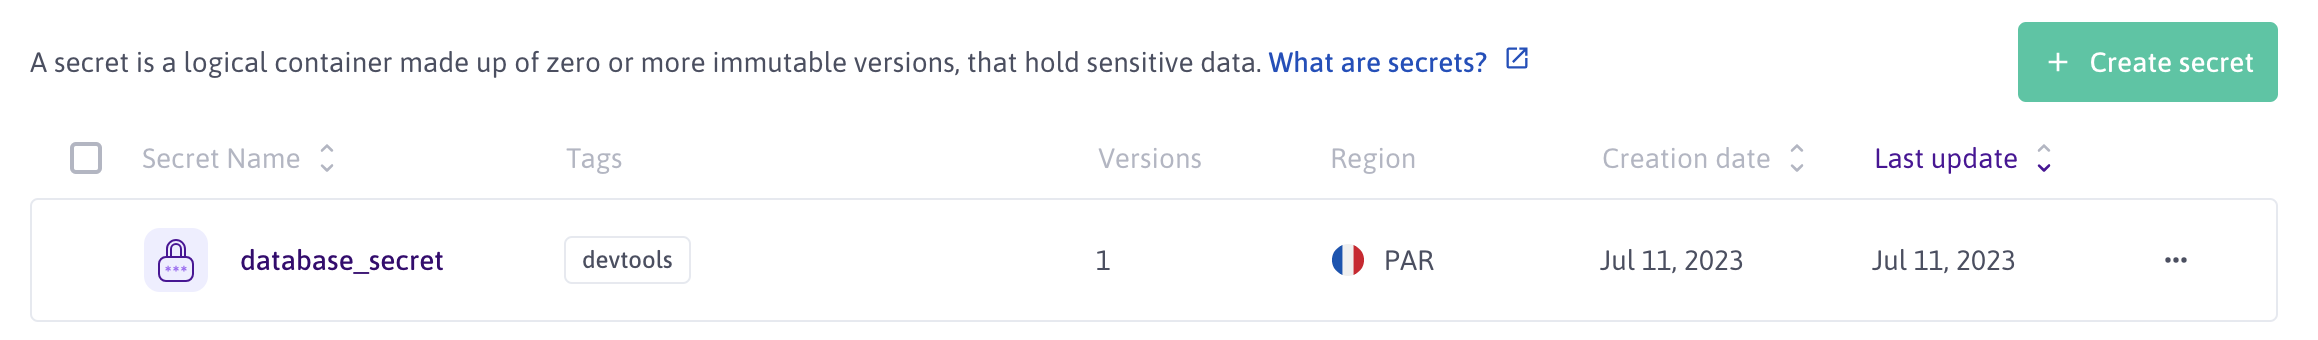 A secret is a logical container made up of zero or more immutable versions, that hold sensitive data. What are secrets?
+ Create secret
Secret Name Tags Versions Region Creation date Last update
*** database_secret devtools 1 PAR Jul 11, 2023 Jul 11, 2023 •••